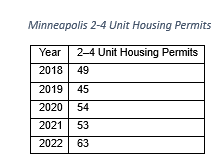 Minneapolis 2-4 Unit Housing Permits
Year 2–4 Unit Housing Permits
2018 49
2019 45
2020 54
2021 53
2022 63